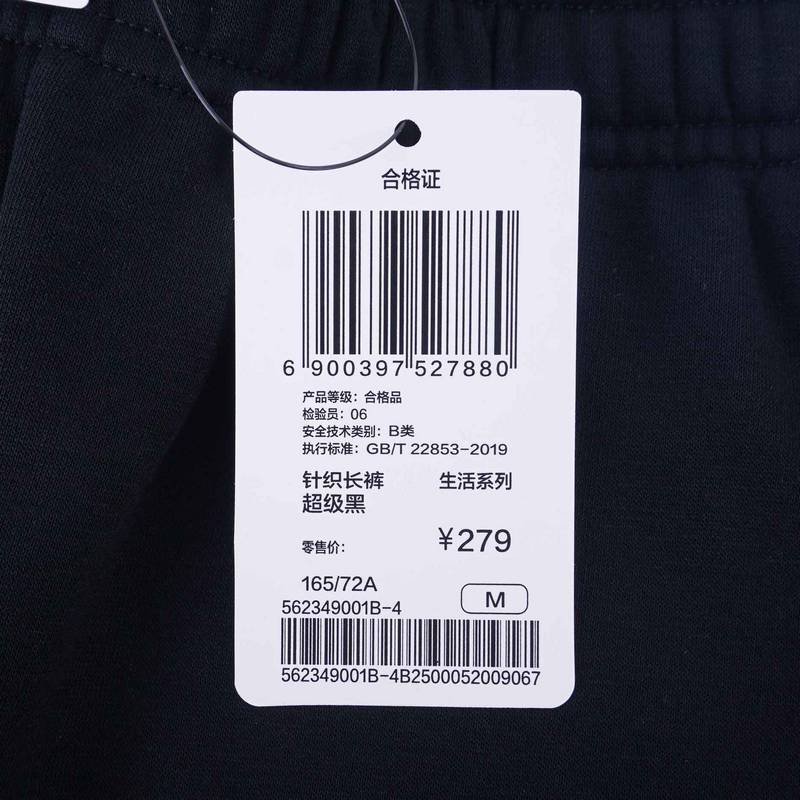 合格证
6 900397 527880
产品等级：合格品
检验员：06
安全技术类别：B类
执行标准：GB/T 22853-2019
针织长裤 生活系列
超级黑
零售价： ¥279
165/72A
562349001B-4 M
562349001B-4B2500052009067